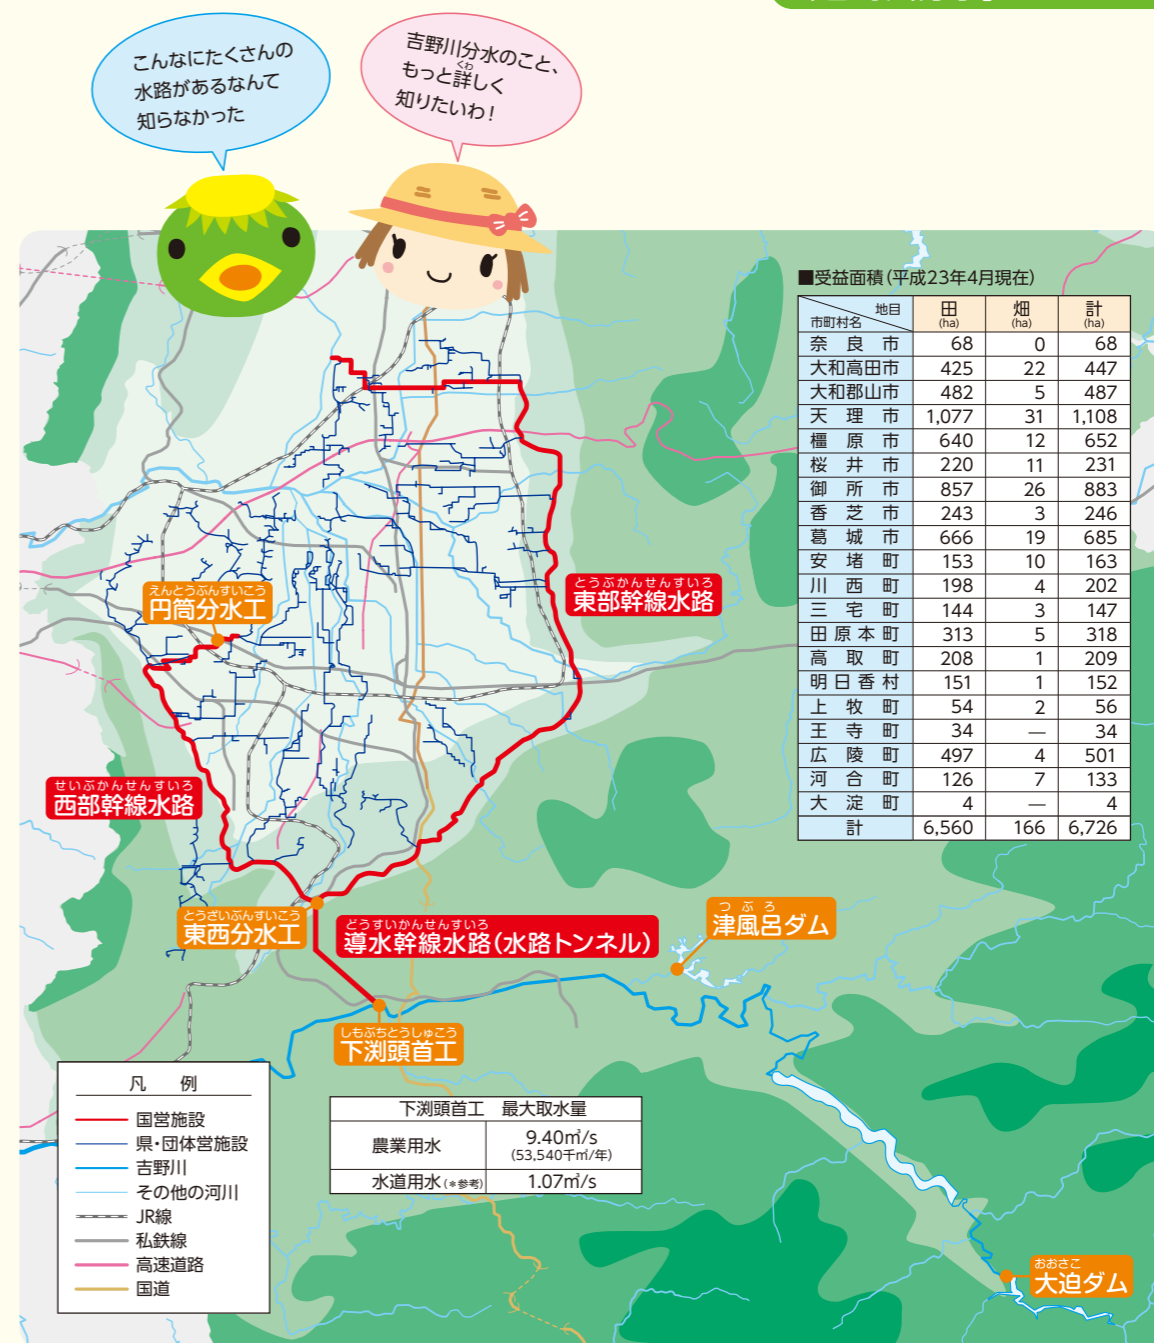 こんなにたくさんの
水路があるなんて
知らなかった
吉野川分水のこと、
もっと詳しく
くわ
知りたいわ！
■受益面積(平成23年4月現在)
地目
市町村名
田 (ha) 畑 (ha) 計 (ha)
奈良市 68 0 68
大和高田市 425 22 447
大和郡山市 482 5 487
天理市 1,077 31 1,108
橿原市 640 12 652
桜井市 220 11 231
御所市 857 26 883
香芝市 243 3 246
葛城市 666 19 685
安堵町 153 10 163
川西町 198 4 202
三宅町 144 3 147
田原本町 313 5 318
高取町 208 1 209
明日香村 151 1 152
上牧町 54 2 56
王寺町 34 — 34
広陵町 497 4 501
河合町 126 7 133
大淀町 4 — 4
計 6,560 166 6,726
えんとうぶんすいこう
円筒分水工
とうぶかんせんすいろ
東部幹線水路
せいぶかんせんすいろ
西部幹線水路
とうざいぶんすいこう
東西分水工
どうすいかんせんすいろ
導水幹線水路(水路トンネル)
つぶろ
津風呂ダム
しもぶちとうしゅこう
下渕頭首工
おおさこ
大迫ダム
凡 例
国営施設
県・団体営施設
吉野川
その他の河川
JR線
私鉄線
高速道路
国道
下渕頭首工 最大取水量
農業用水 9.40㎥/s
(53,540千㎥/年)
水道用水(＊参考) 1.07㎥/s